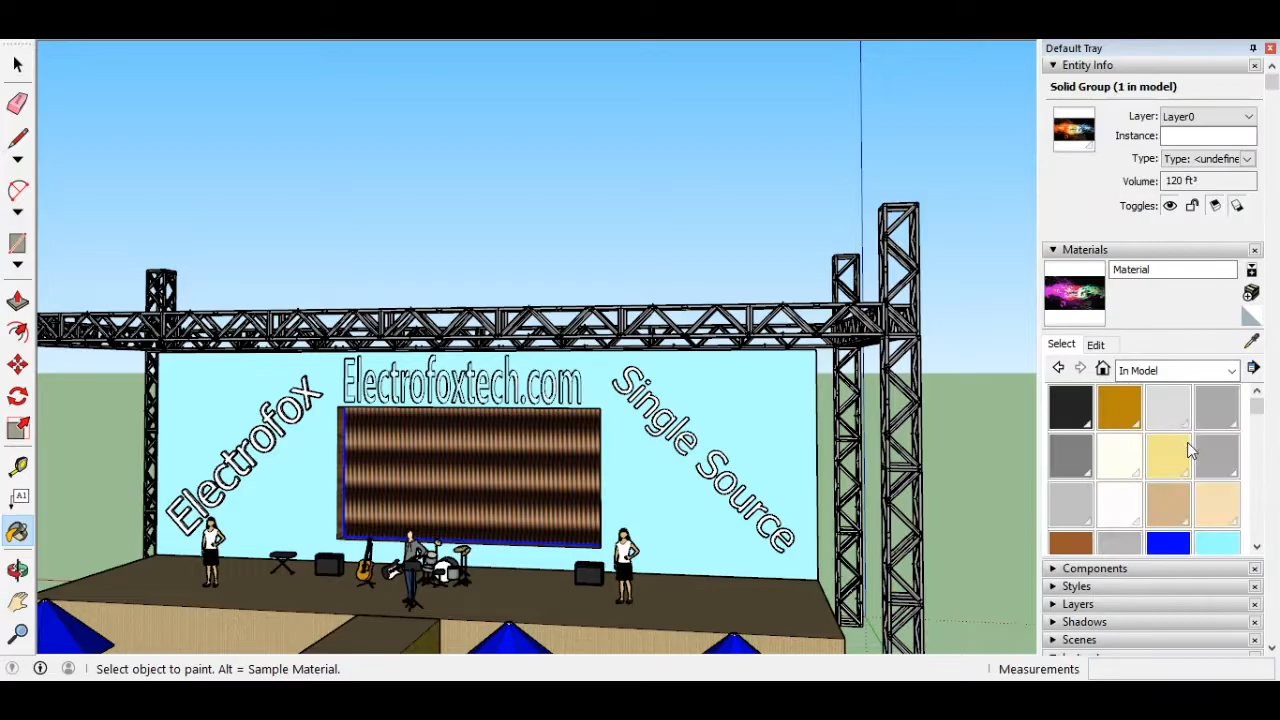 Default Tray
Entity Info
Solid Group (1 in model)
Layer: Layer0
Instance:
Type: Type: <undefine
Volume: 120 ft³
Toggles:
Materials
Material
Select Edit
In Model
Electrofoxtech.com
Electrofox
Single Source
A1
Components
Styles
Layers
Shadows
Scenes
Select object to paint. Alt = Sample Material.
Measurements